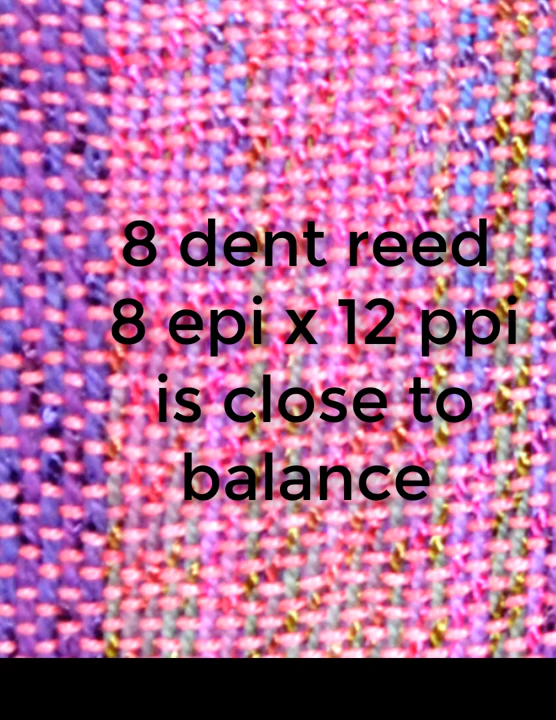 8 dent reed
8 epi x 12 ppi
is close to
balance